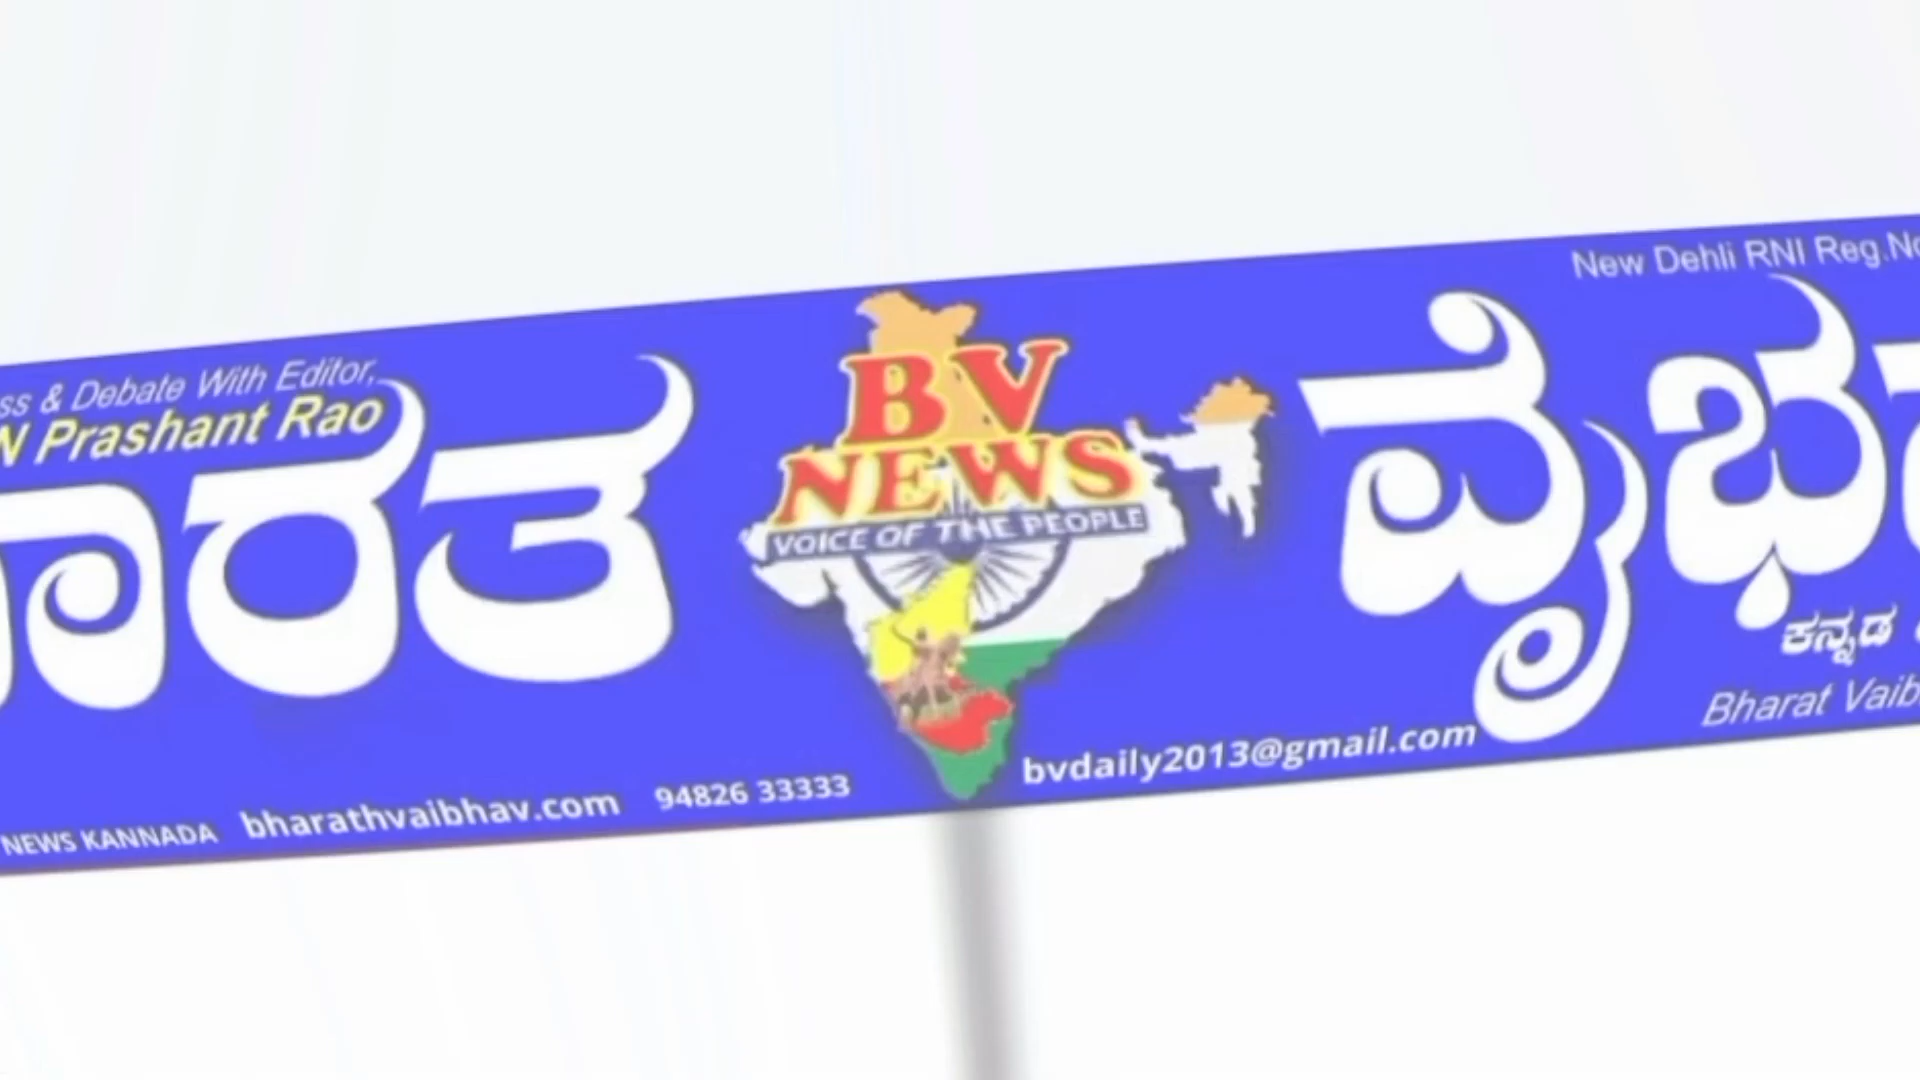 ss & Debate With Editor,
N Prashant Rao
ಾರತ
BV
NEWS
VOICE OF THE PEOPLE
New Dehli RNI Reg.No
ವೈಭ
ಕನ್ನಡ
Bharat Vaib
NEWS KANNADA bharathvaibhav.com 94826 33333 bvdaily2013@gmail.com